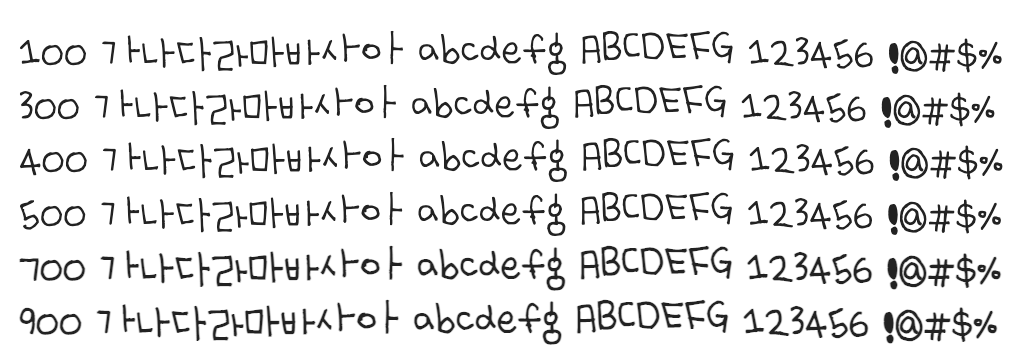 100 가나다라마바사아 abcdefg ABCDEFG 123456 !@#$%
300 가나다라마바사아 abcdefg ABCDEFG 123456 !@#$%
400 가나다라마바사아 abcdefg ABCDEFG 123456 !@#$%
500 가나다라마바사아 abcdefg ABCDEFG 123456 !@#$%
700 가나다라마바사아 abcdefg ABCDEFG 123456 !@#$%
900 가나다라마바사아 abcdefg ABCDEFG 123456 !@#$%